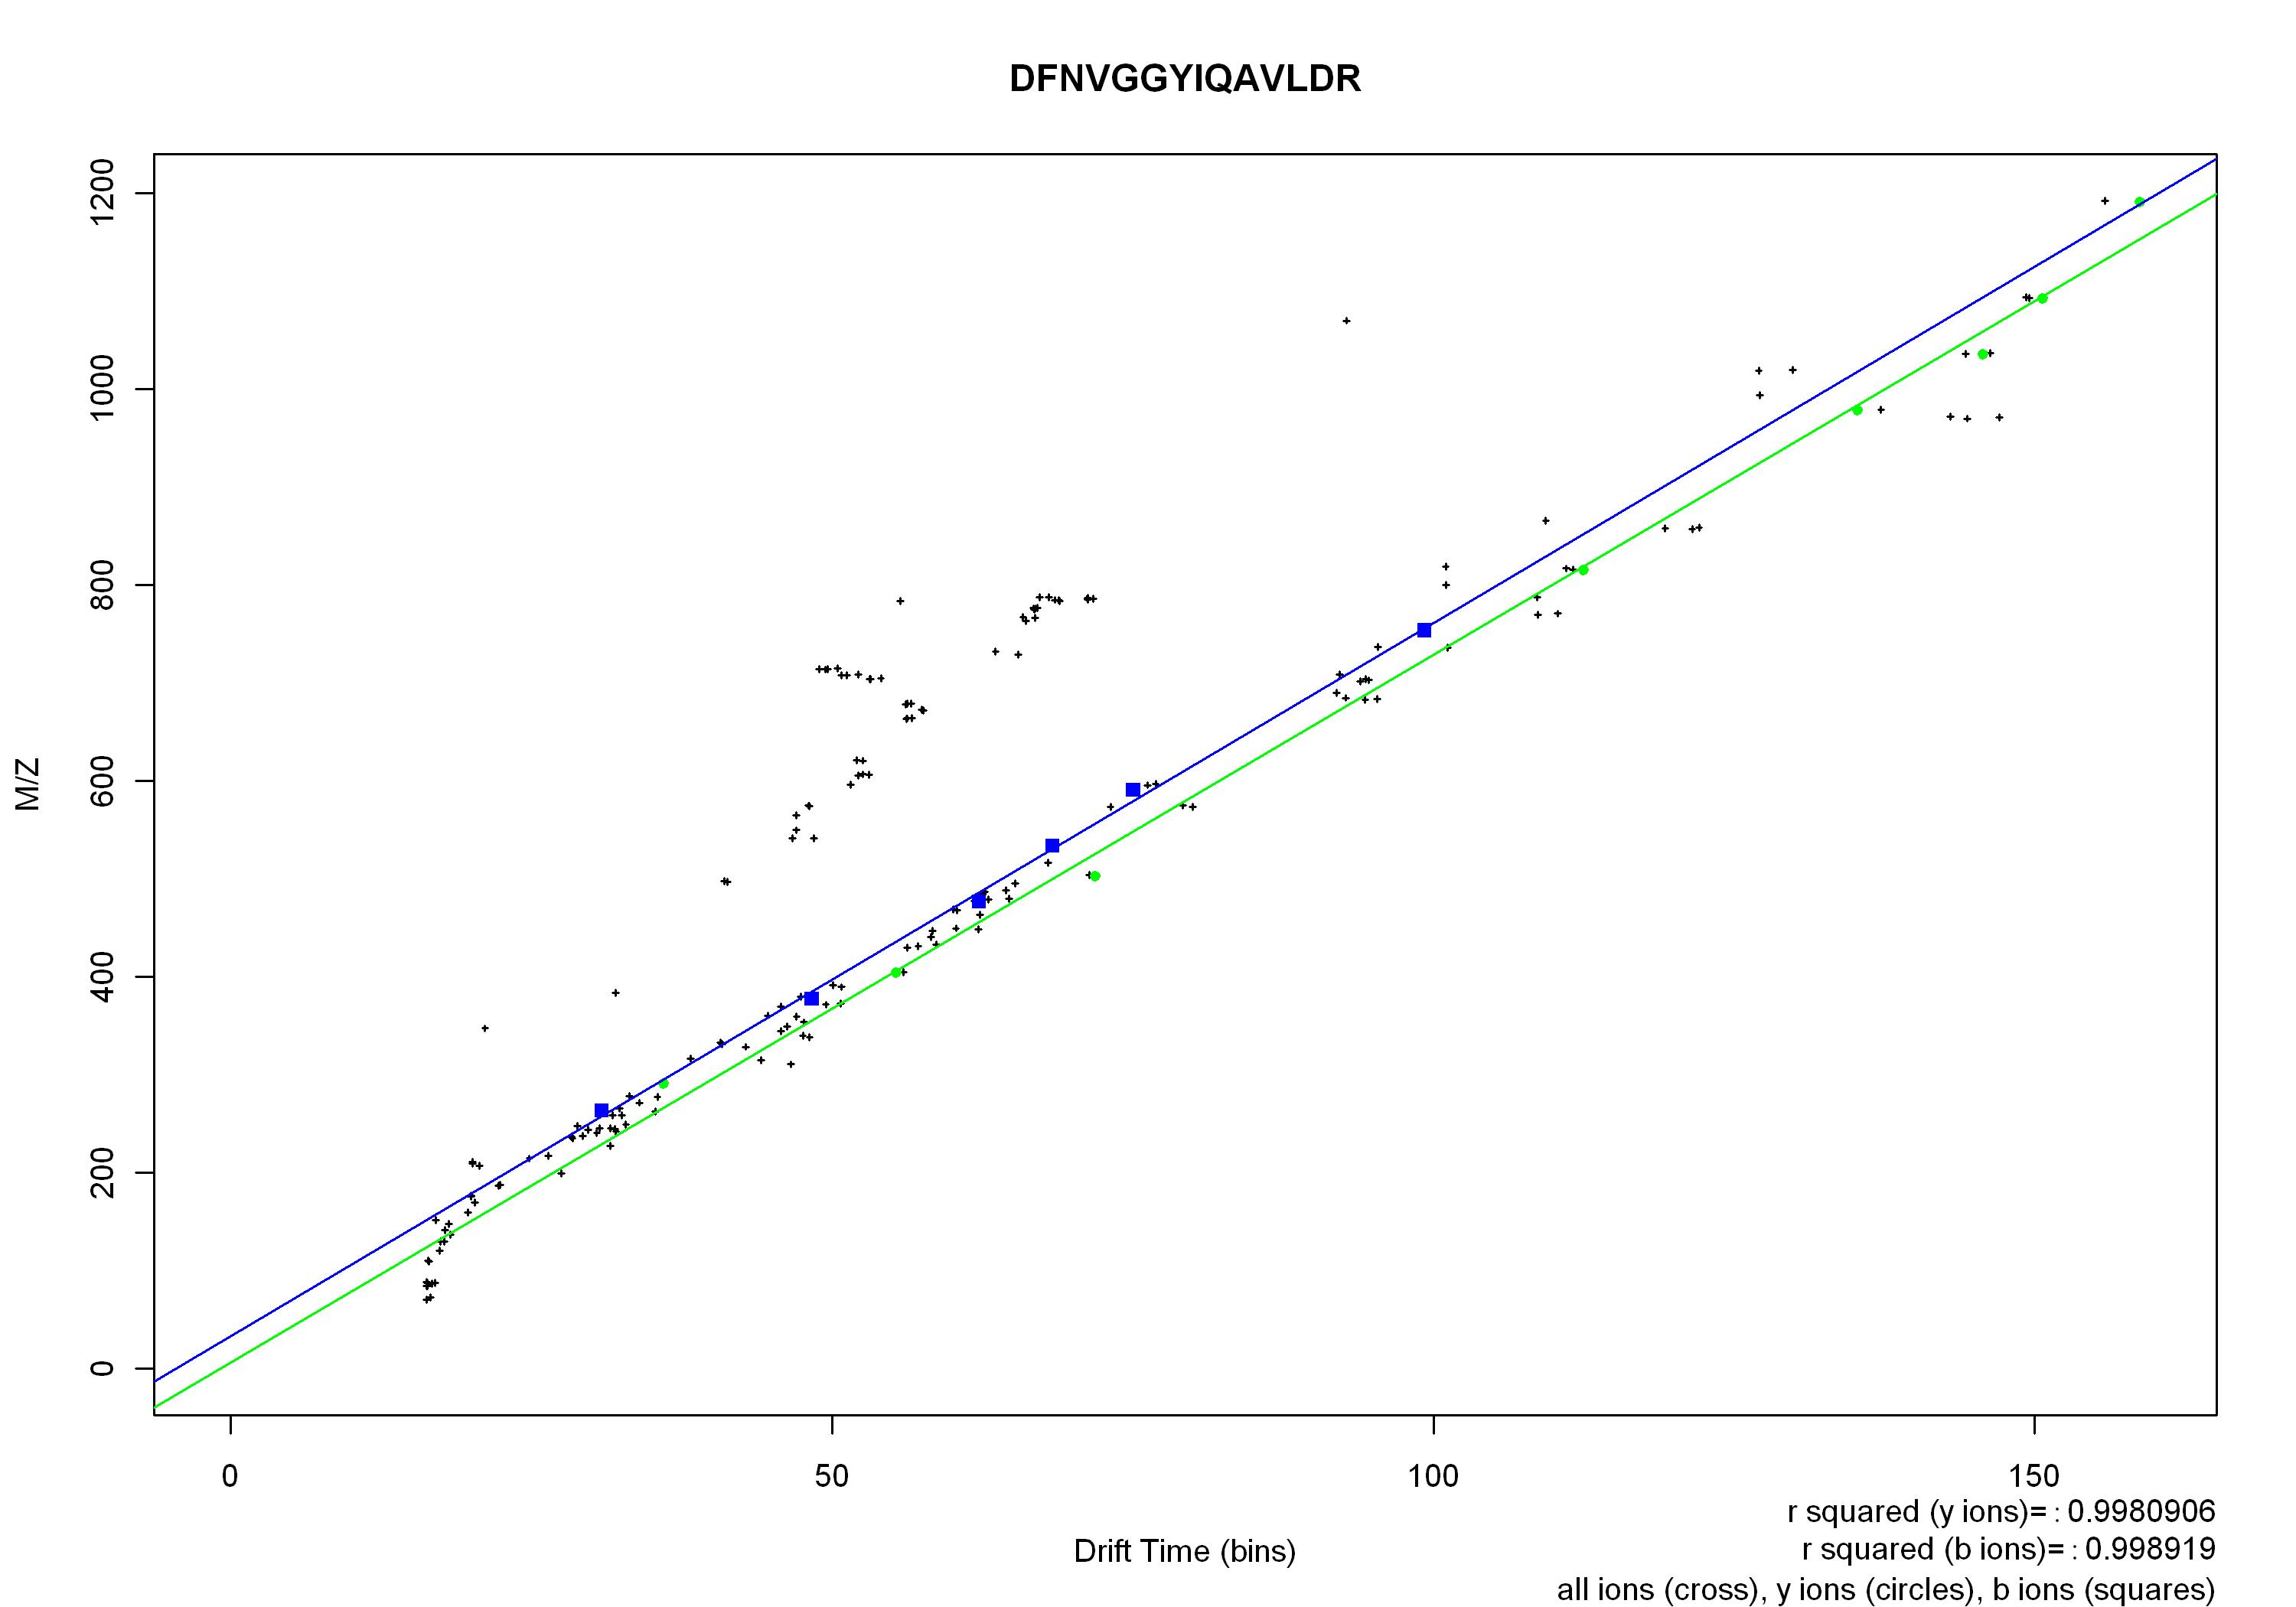 DFNVGGYIQAVLDR
1200
1000
800
600
400
200
0
M/Z
0 50 100 150
Drift Time (bins)
r squared (y ions)= : 0.9980906
r squared (b ions)= : 0.998919
all ions (cross), y ions (circles), b ions (squares)